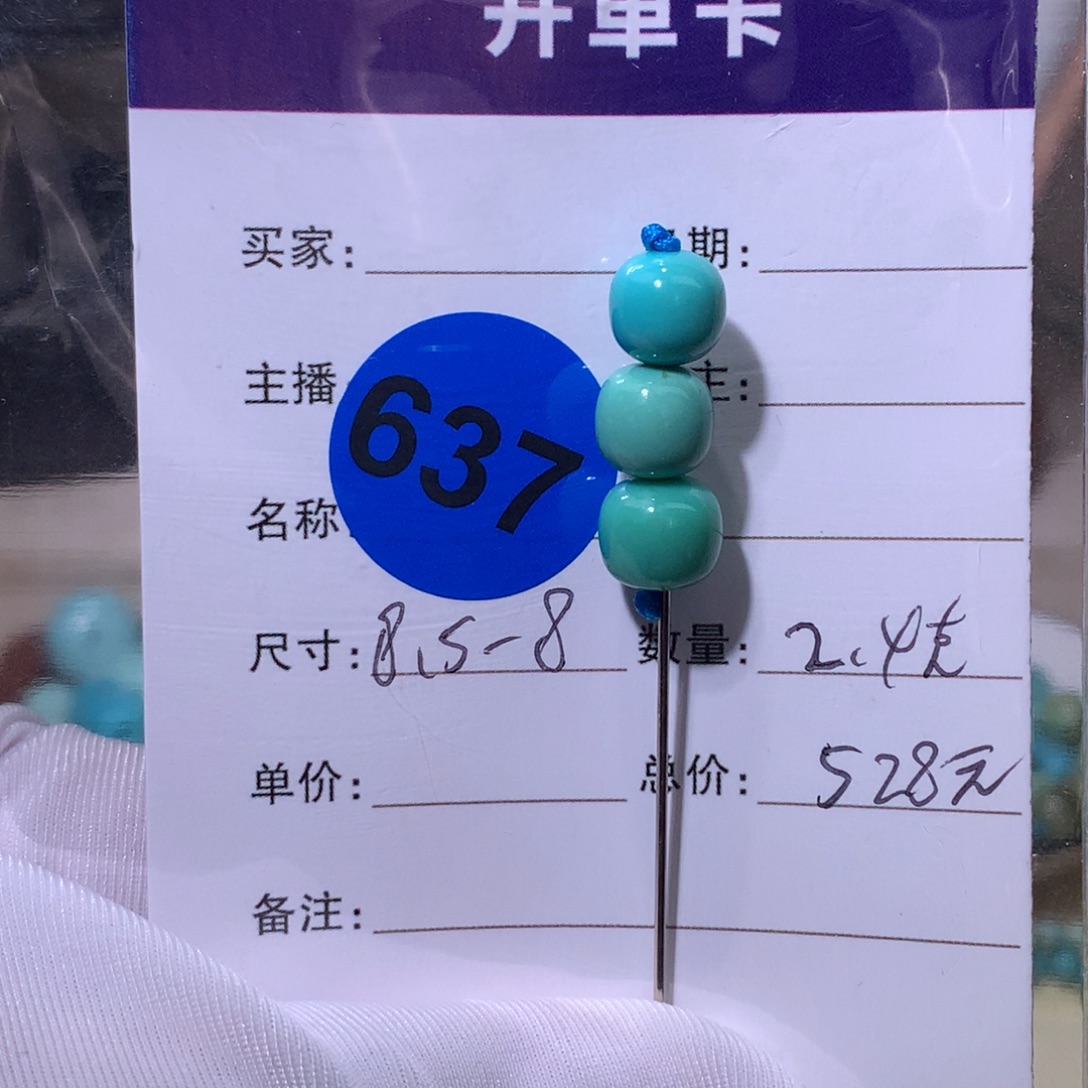 开单卡
买家: 期:
主播 主:
637
名称:
尺寸: 8.5-8 数量: 2.4克
单价: 总价: 528元
备注: